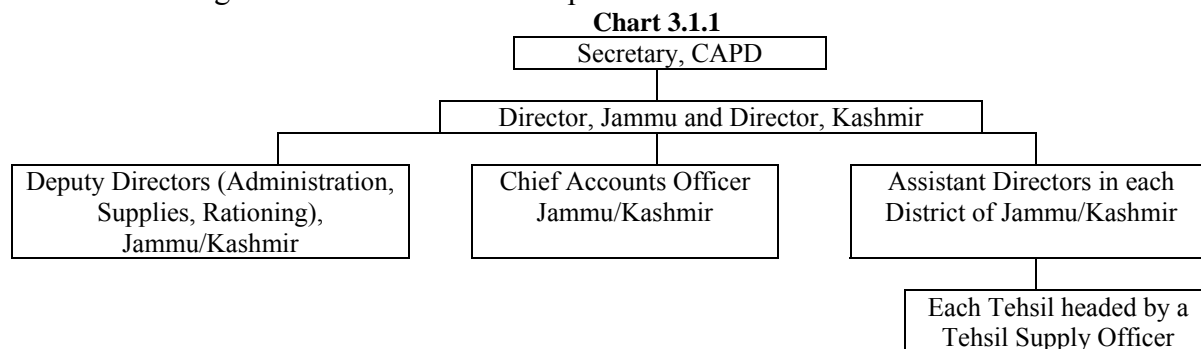 Chart 3.1.1
Secretary, CAPD
Director, Jammu and Director, Kashmir
Deputy Directors (Administration,
Supplies, Rationing),
Jammu/Kashmir
Chief Accounts Officer
Jammu/Kashmir
Assistant Directors in each
District of Jammu/Kashmir
Each Tehsil headed by a
Tehsil Supply Officer